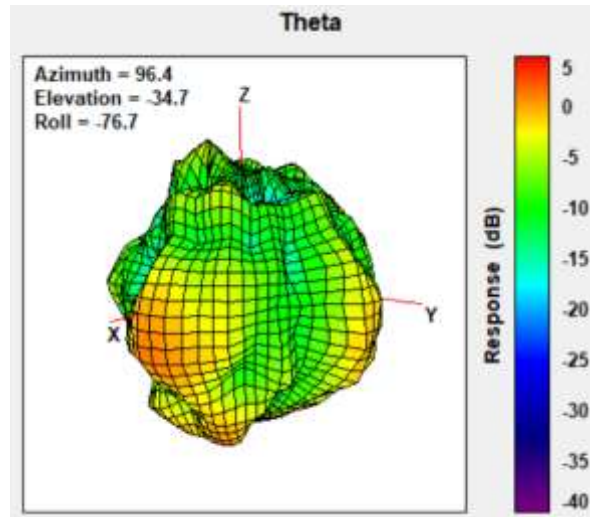 Theta
Azimuth = 96.4
Elevation = -34.7
Roll = -76.7
Z
X
Y
Response (dB)
5
0
-5
-10
-15
-20
-25
-30
-35
-40